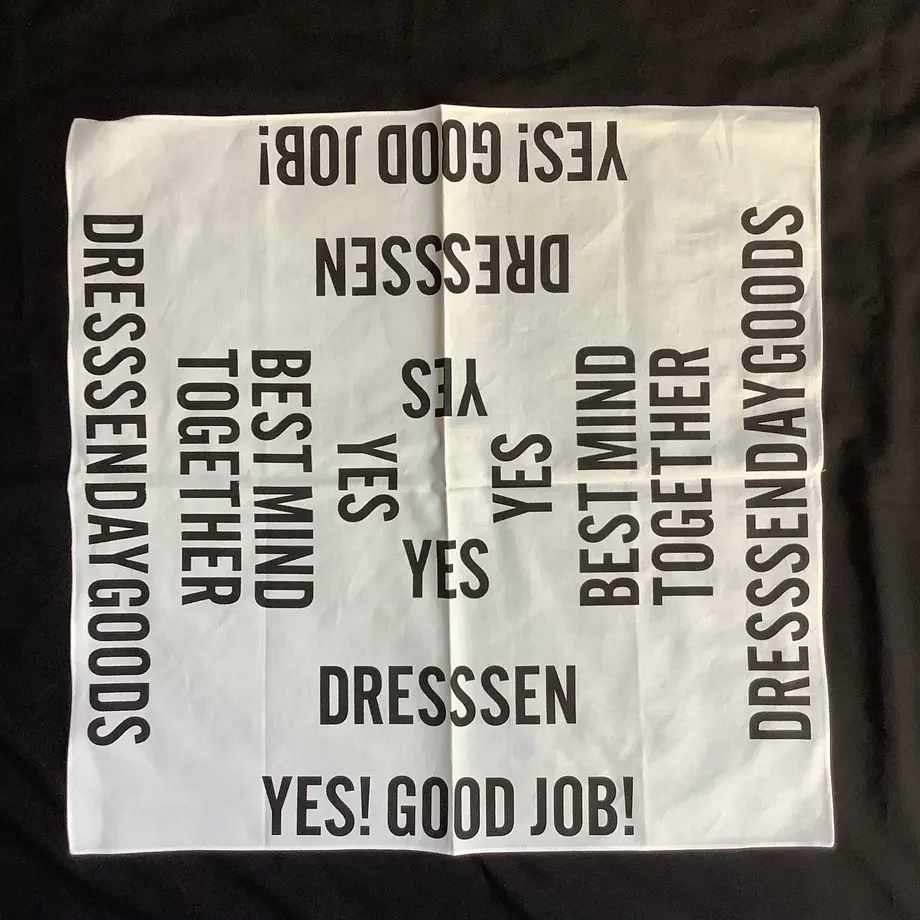 YES! GOOD JOB!
DRESSSEN
DRESSSENDAYGOODS
TOGETHER
BEST MIND
YES
YES
YES
YES
BEST MIND
TOGETHER
DRESSSENDAYGOODS
DRESSSEN
YES! GOOD JOB!